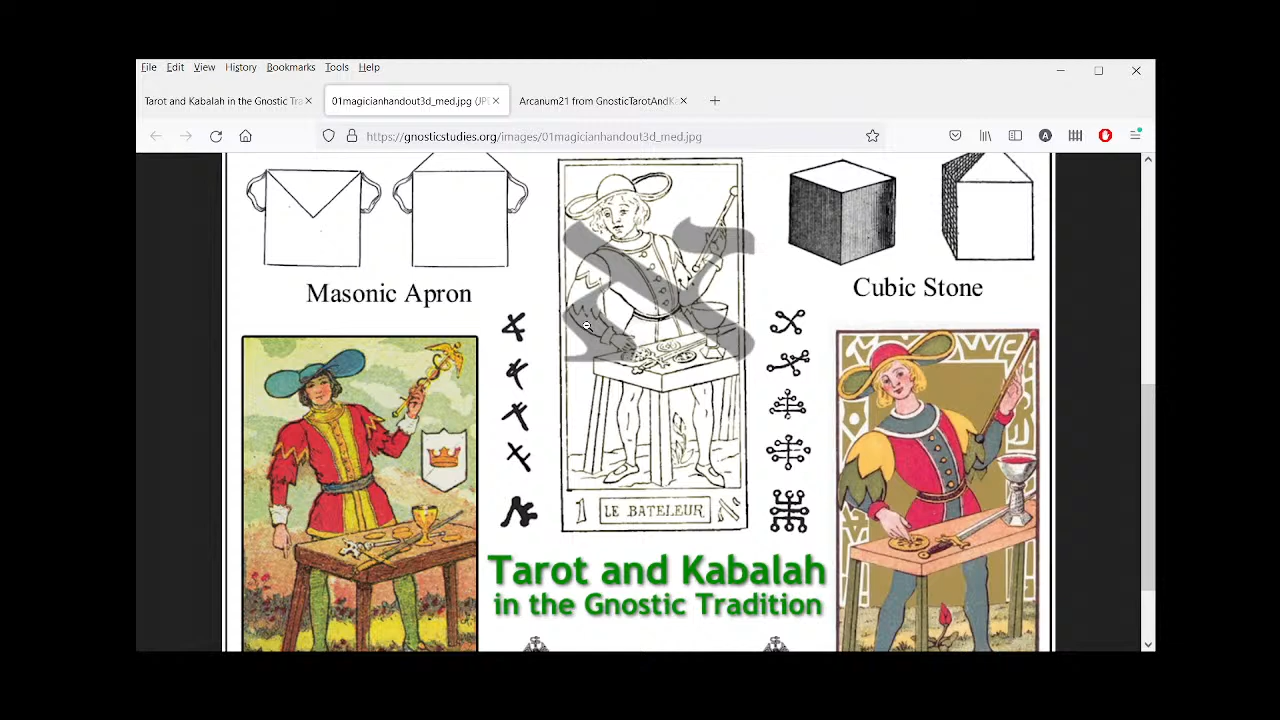 File Edit View History Bookmarks Tools Help
Tarot and Kabalah in the Gnostic Tra
01magicianhandout3d_med.jpg (JP
Arcanum21 from GnosticTarotAndK
https://gnosticstudies.org/images/01magicianhandout3d_med.jpg
Masonic Apron
Cubic Stone
א
1 LE BATELEUR א
Tarot and Kabalah
in the Gnostic Tradition